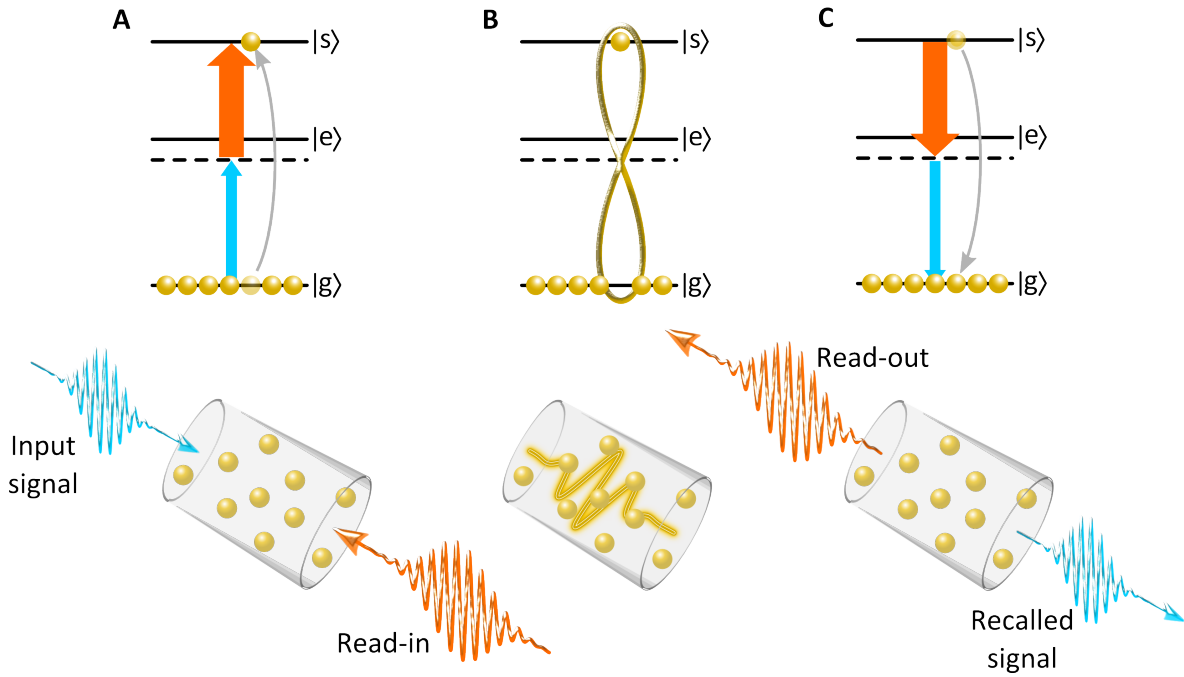 A
|s⟩
|e⟩
|g⟩
B
|s⟩
|e⟩
|g⟩
C
|s⟩
|e⟩
|g⟩
Input
signal
Read-in
Read-out
Recalled
signal